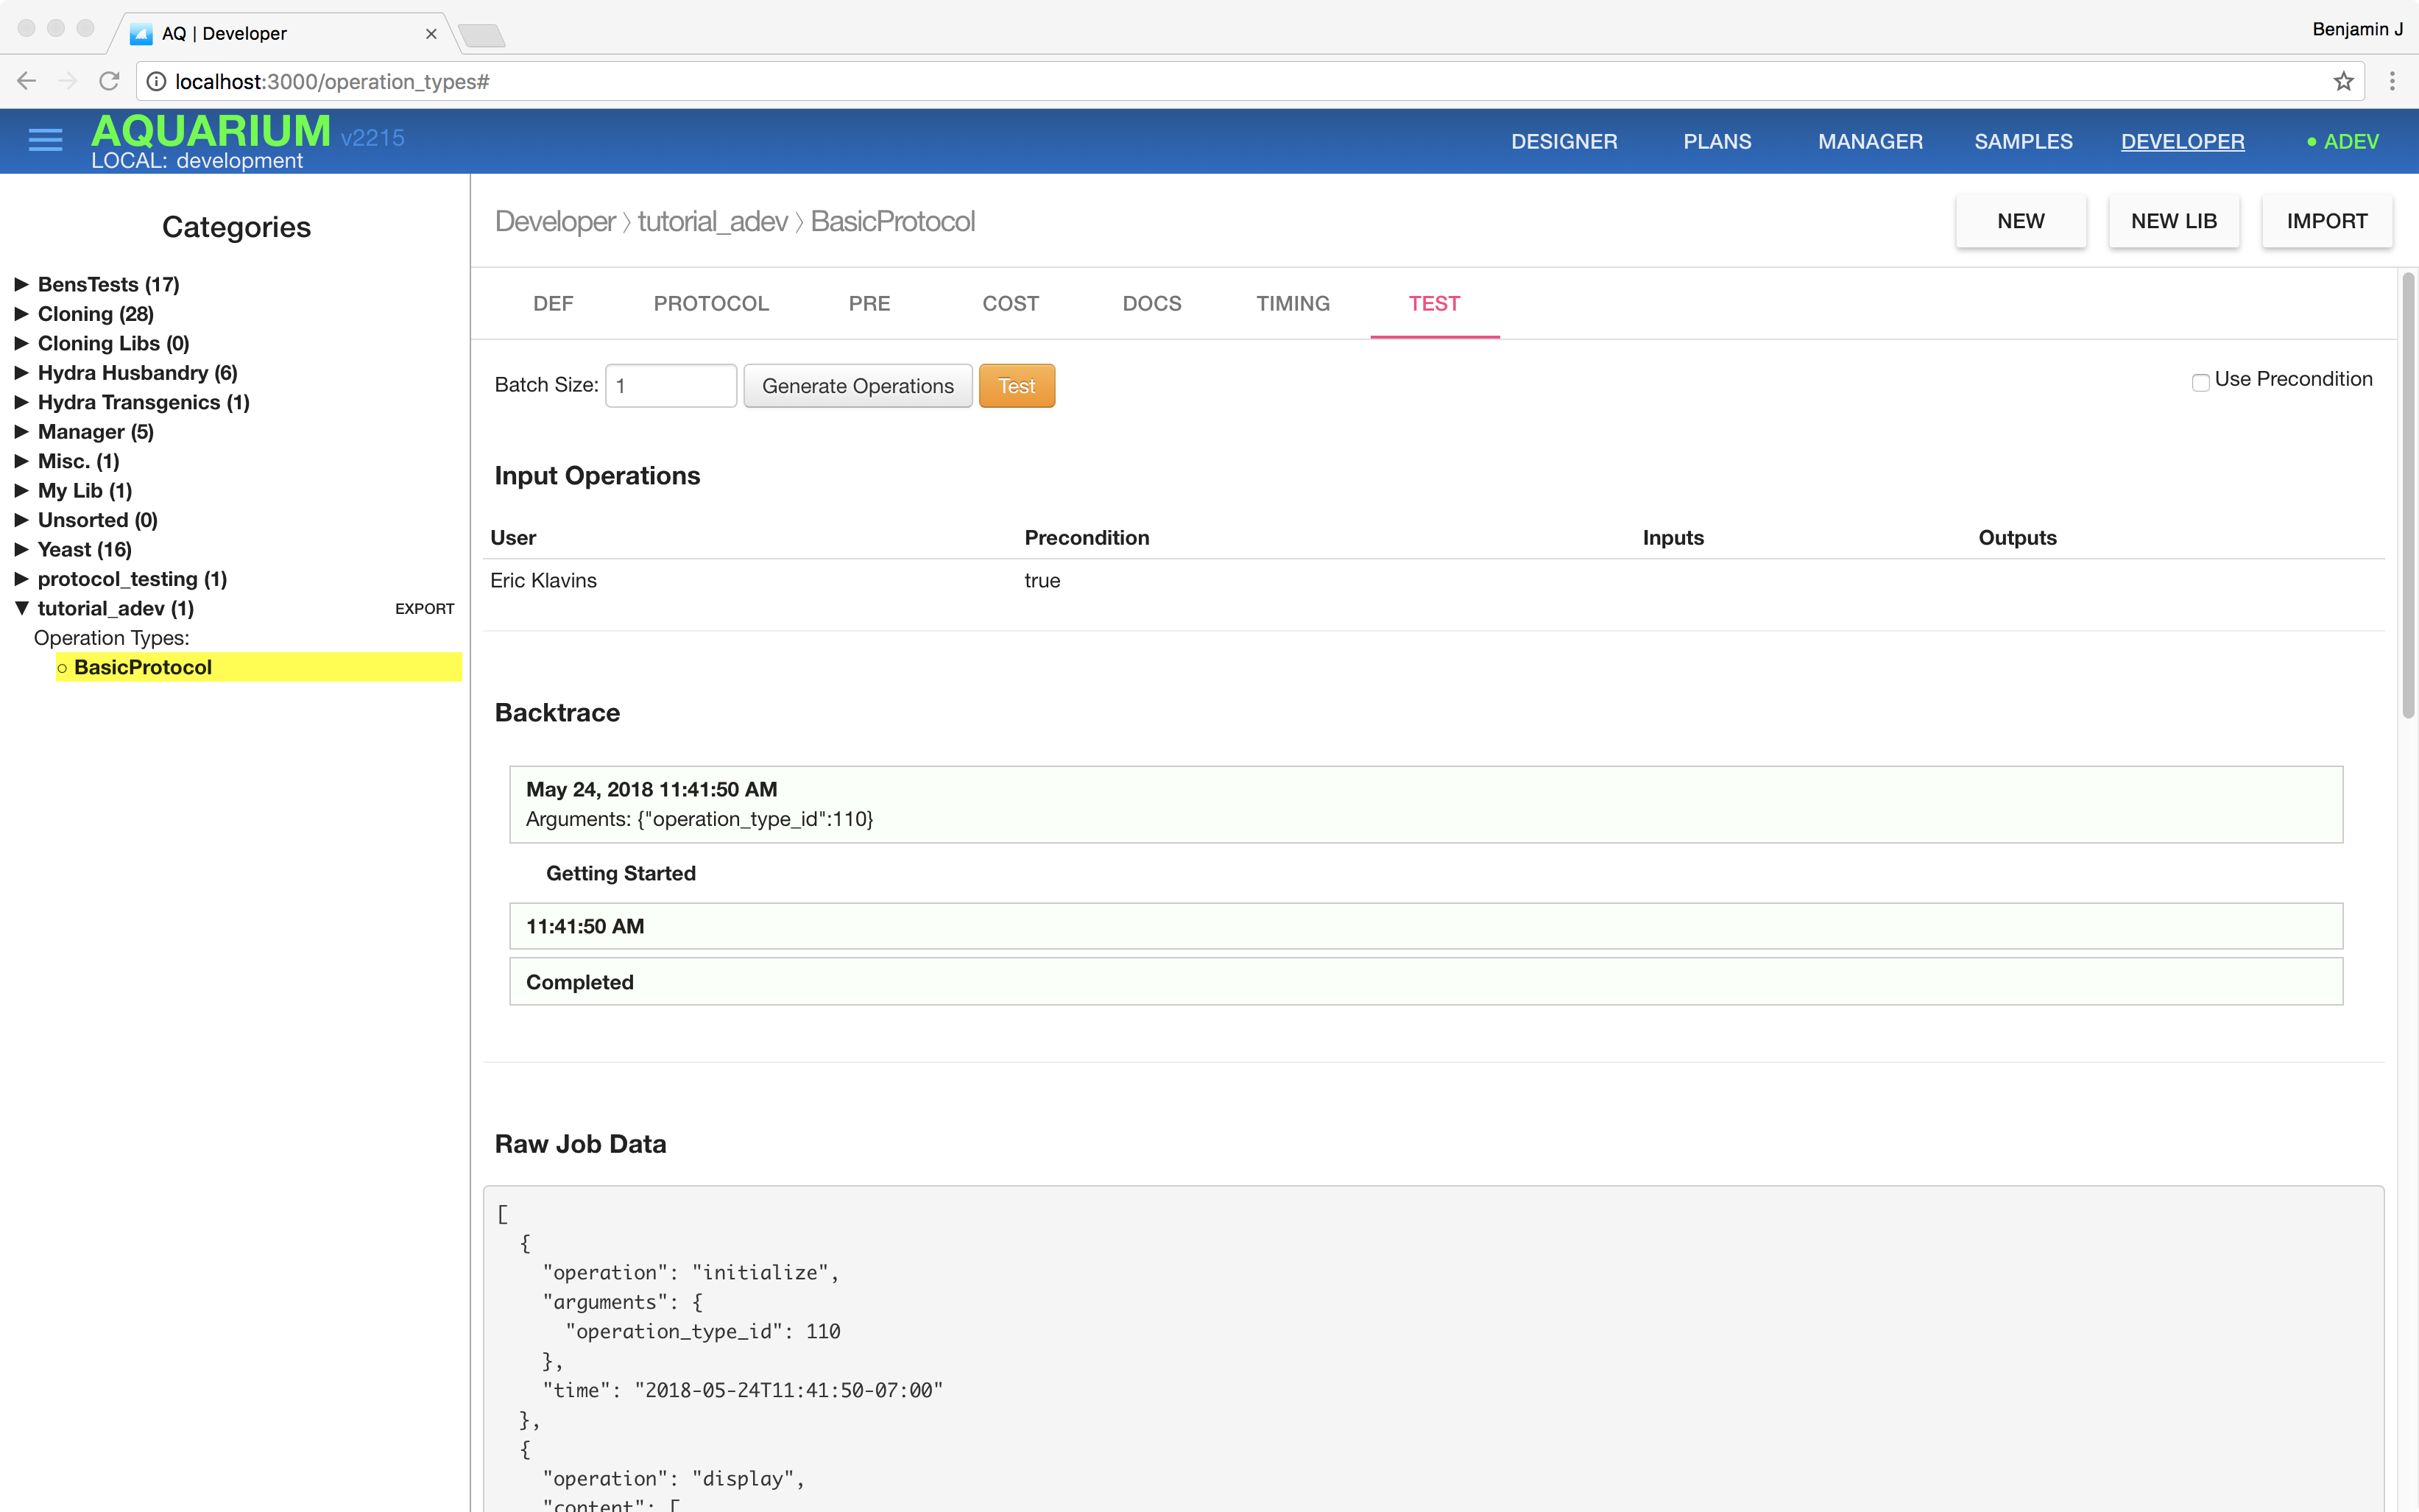 AQ | Developer
Benjamin J
localhost:3000/operation_types#
AQUARIUM v2215
LOCAL: development
DESIGNER PLANS MANAGER SAMPLES DEVELOPER • ADEV
Categories
▶ BensTests (17)
▶ Cloning (28)
▶ Cloning Libs (0)
▶ Hydra Husbandry (6)
▶ Hydra Transgenics (1)
▶ Manager (5)
▶ Misc. (1)
▶ My Lib (1)
▶ Unsorted (0)
▶ Yeast (16)
▶ protocol_testing (1)
▼ tutorial_adev (1) EXPORT
Operation Types:
○ BasicProtocol
Developer 〉tutorial_adev 〉BasicProtocol
NEW NEW LIB IMPORT
DEF PROTOCOL PRE COST DOCS TIMING TEST
Batch Size: 1 Generate Operations Test Use Precondition
Input Operations
User Precondition Inputs Outputs
Eric Klavins true
Backtrace
May 24, 2018 11:41:50 AM
Arguments: {"operation_type_id":110}
Getting Started
11:41:50 AM
Completed
Raw Job Data
[
{
"operation": "initialize",
"arguments": {
"operation_type_id": 110
},
"time": "2018-05-24T11:41:50-07:00"
},
{
"operation": "display",
"content": [